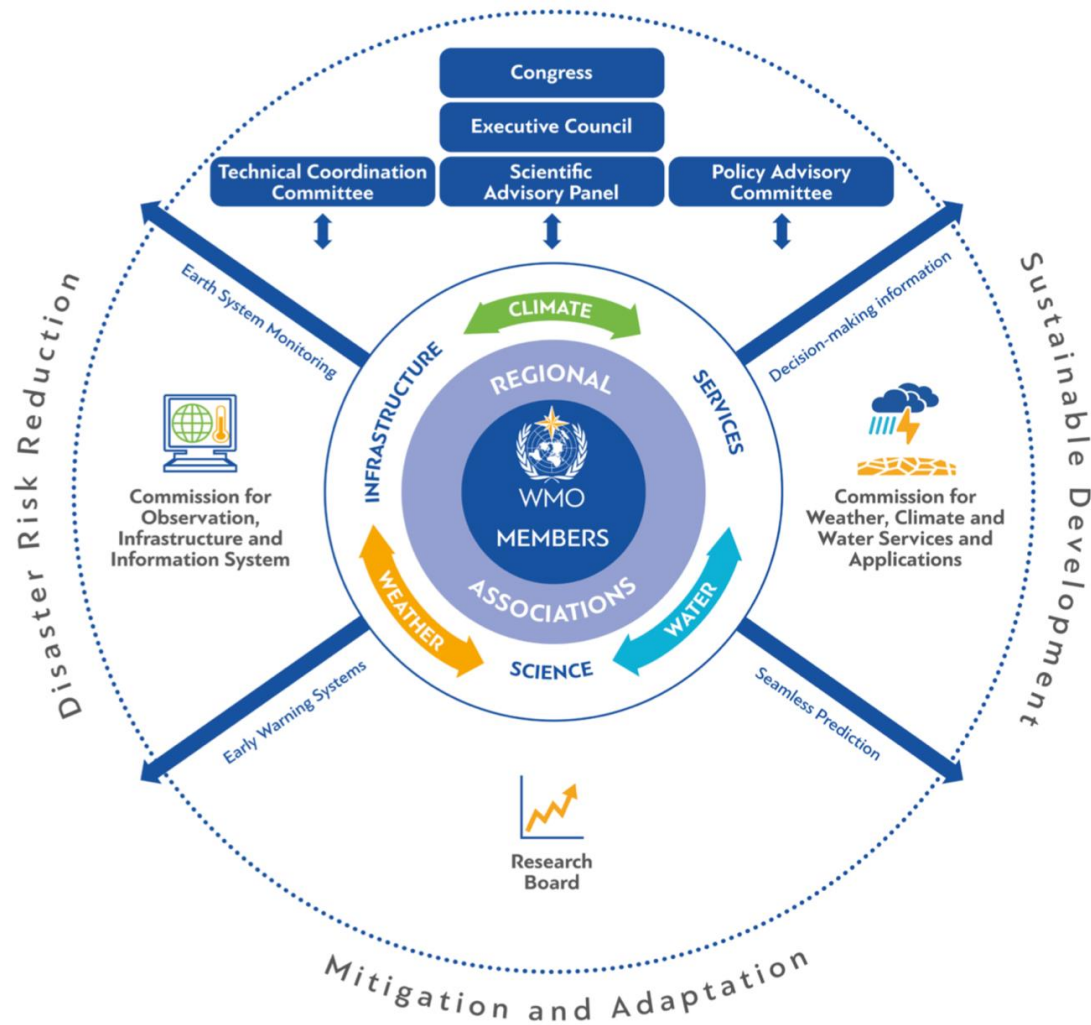 Congress
Executive Council
Technical Coordination
Committee
Scientific
Advisory Panel
Policy Advisory
Committee
Earth System Monitoring
Decision-making information
Disaster Risk Reduction
Sustainable Development
CLIMATE
INFRASTRUCTURE
SERVICES
REGIONAL
WMO
MEMBERS
ASSOCIATIONS
WEATHER
WATER
SCIENCE
Commission for
Observation,
Infrastructure and
Information System
Commission for
Weather, Climate and
Water Services and
Applications
Early Warning Systems
Seamless Prediction
Research
Board
Mitigation and Adaptation